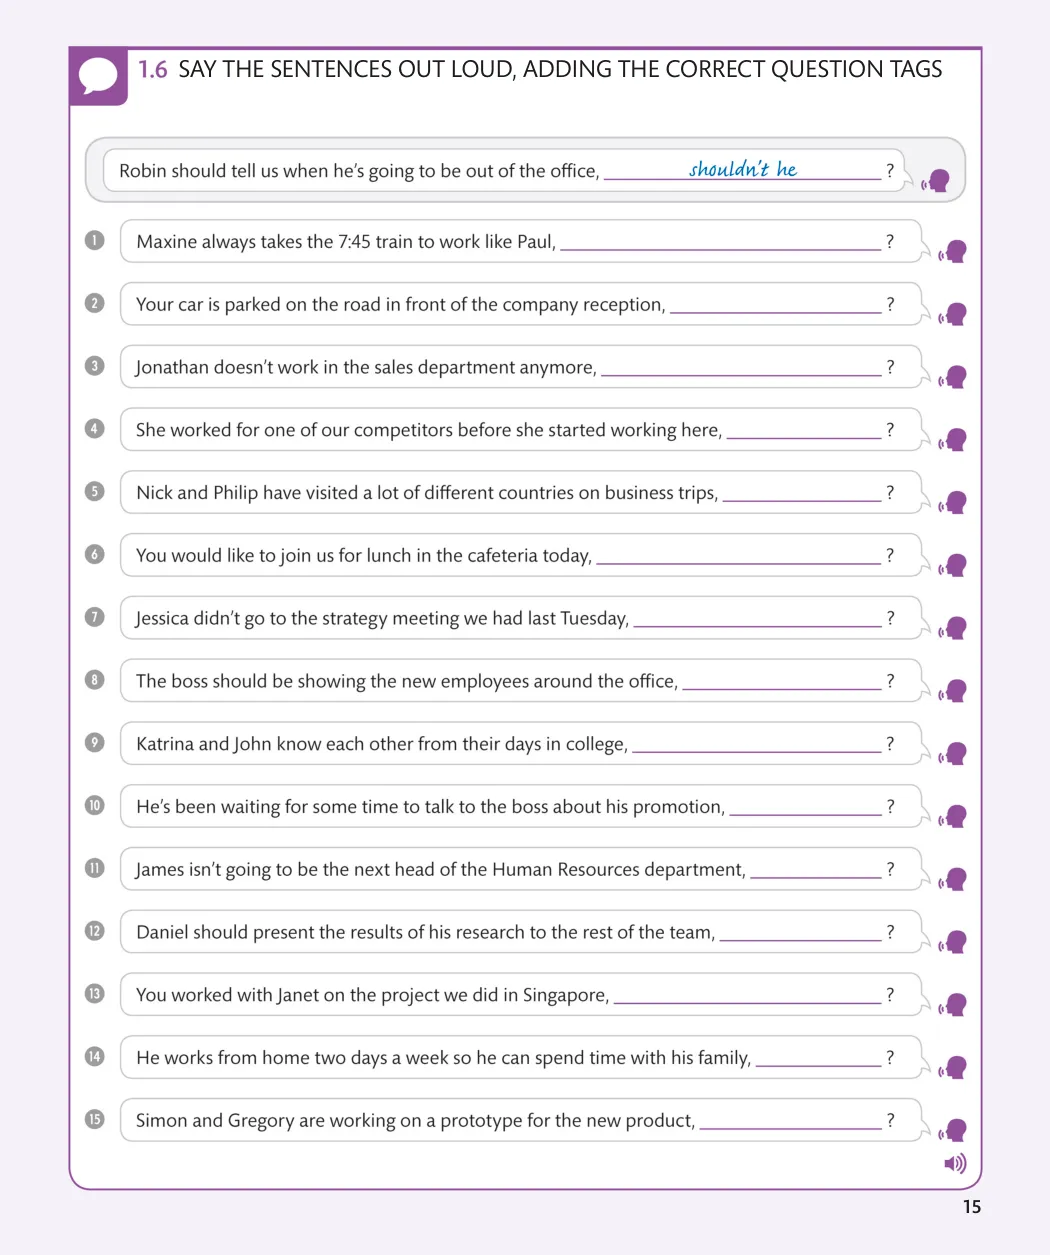 1.6 SAY THE SENTENCES OUT LOUD, ADDING THE CORRECT QUESTION TAGS
Robin should tell us when he’s going to be out of the office, shouldn’t he ?
1 Maxine always takes the 7:45 train to work like Paul, ?
2 Your car is parked on the road in front of the company reception, ?
3 Jonathan doesn’t work in the sales department anymore, ?
4 She worked for one of our competitors before she started working here, ?
5 Nick and Philip have visited a lot of different countries on business trips, ?
6 You would like to join us for lunch in the cafeteria today, ?
7 Jessica didn’t go to the strategy meeting we had last Tuesday, ?
8 The boss should be showing the new employees around the office, ?
9 Katrina and John know each other from their days in college, ?
10 He’s been waiting for some time to talk to the boss about his promotion, ?
11 James isn’t going to be the next head of the Human Resources department, ?
12 Daniel should present the results of his research to the rest of the team, ?
13 You worked with Janet on the project we did in Singapore, ?
14 He works from home two days a week so he can spend time with his family, ?
15 Simon and Gregory are working on a prototype for the new product, ?
15